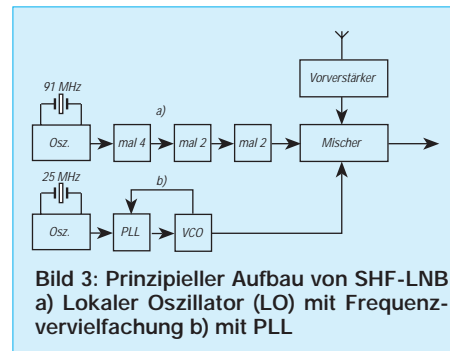 91 MHz
a)
Vorverstärker
Osz.
mal 4
mal 2
mal 2
Mischer
25 MHz
b)
Osz.
PLL
VCO
Bild 3: Prinzipieller Aufbau von SHF-LNB
a) Lokaler Oszillator (LO) mit Frequenz-
vervielfachung b) mit PLL